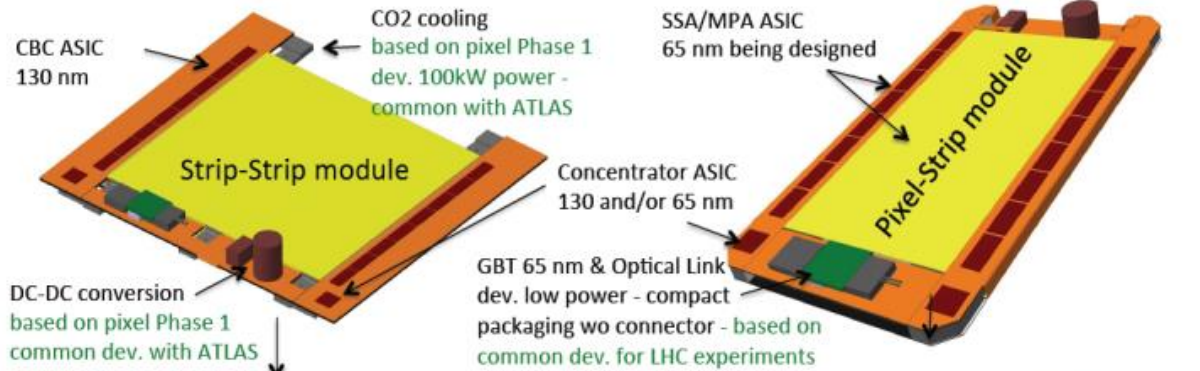 CBC ASIC
130 nm
CO2 cooling
based on pixel Phase 1
dev. 100kW power -
common with ATLAS
SSA/MPA ASIC
65 nm being designed
Strip-Strip module
Pixel-Strip module
Concentrator ASIC
130 and/or 65 nm
DC-DC conversion
based on pixel Phase 1
common dev. with ATLAS
GBT 65 nm & Optical Link
dev. low power - compact
packaging wo connector - based on
common dev. for LHC experiments